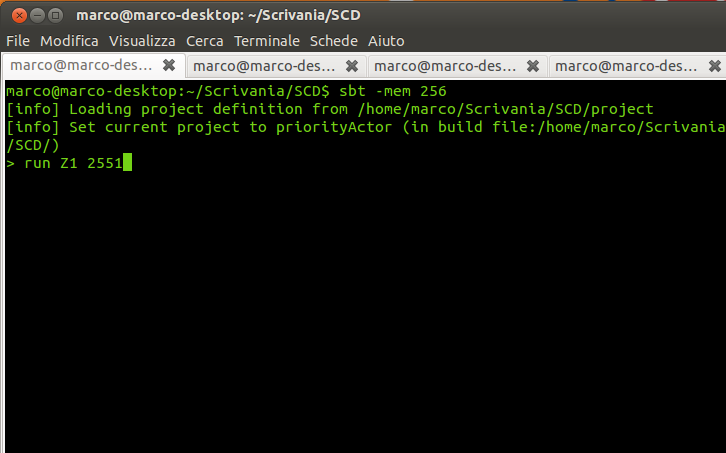 marco@marco-desktop: ~/Scrivania/SCD
File Modifica Visualizza Cerca Terminale Schede Aiuto
marco@marco-des... marco@marco-des... marco@marco-des... marco@marco-des...
marco@marco-desktop:~/Scrivania/SCD$ sbt -mem 256
[info] Loading project definition from /home/marco/Scrivania/SCD/project
[info] Set current project to priorityActor (in build file:/home/marco/Scrivania
/SCD/)
> run Z1 2551